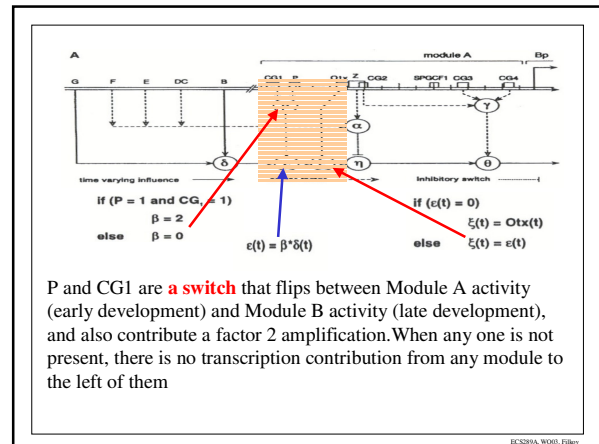 A
module A
Bp
G F E DC B CG1 P Otx Z CG2 SPGCF1 CG3 CG4
α
γ
δ
η
θ
time varying influence
Inhibitory switch
if (P = 1 and CG, = 1)
β = 2
else β = 0
ε(t) = β*δ(t)
if (ε(t) = 0)
ξ(t) = Otx(t)
else ξ(t) = ε(t)
P and CG1 are a switch that flips between Module A activity
(early development) and Module B activity (late development),
and also contribute a factor 2 amplification.When any one is not
present, there is no transcription contribution from any module to
the left of them
ECS289A, WQ03, Filkov